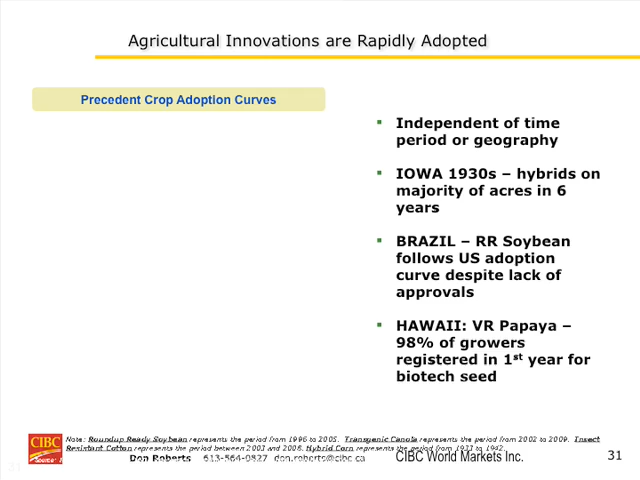 Agricultural Innovations are Rapidly Adopted
Precedent Crop Adoption Curves
▪ Independent of time
period or geography
▪ IOWA 1930s – hybrids on
majority of acres in 6
years
▪ BRAZIL – RR Soybean
follows US adoption
curve despite lack of
approvals
▪ HAWAII: VR Papaya –
98% of growers
registered in 1st year for
biotech seed
Note: Roundup Ready Soybean represents the period from 1996 to 2005. Transgenic Canola represents the period from 2002 to 2009. Insect
Resistant Cotton represents the period between 2003 and 2008. Hybrid Corn represents the period from 1933 to 1942.
CIBC
Source:
Don Roberts 613-564-0827 don.roberts@cibc.ca
CIBC World Markets Inc.
31